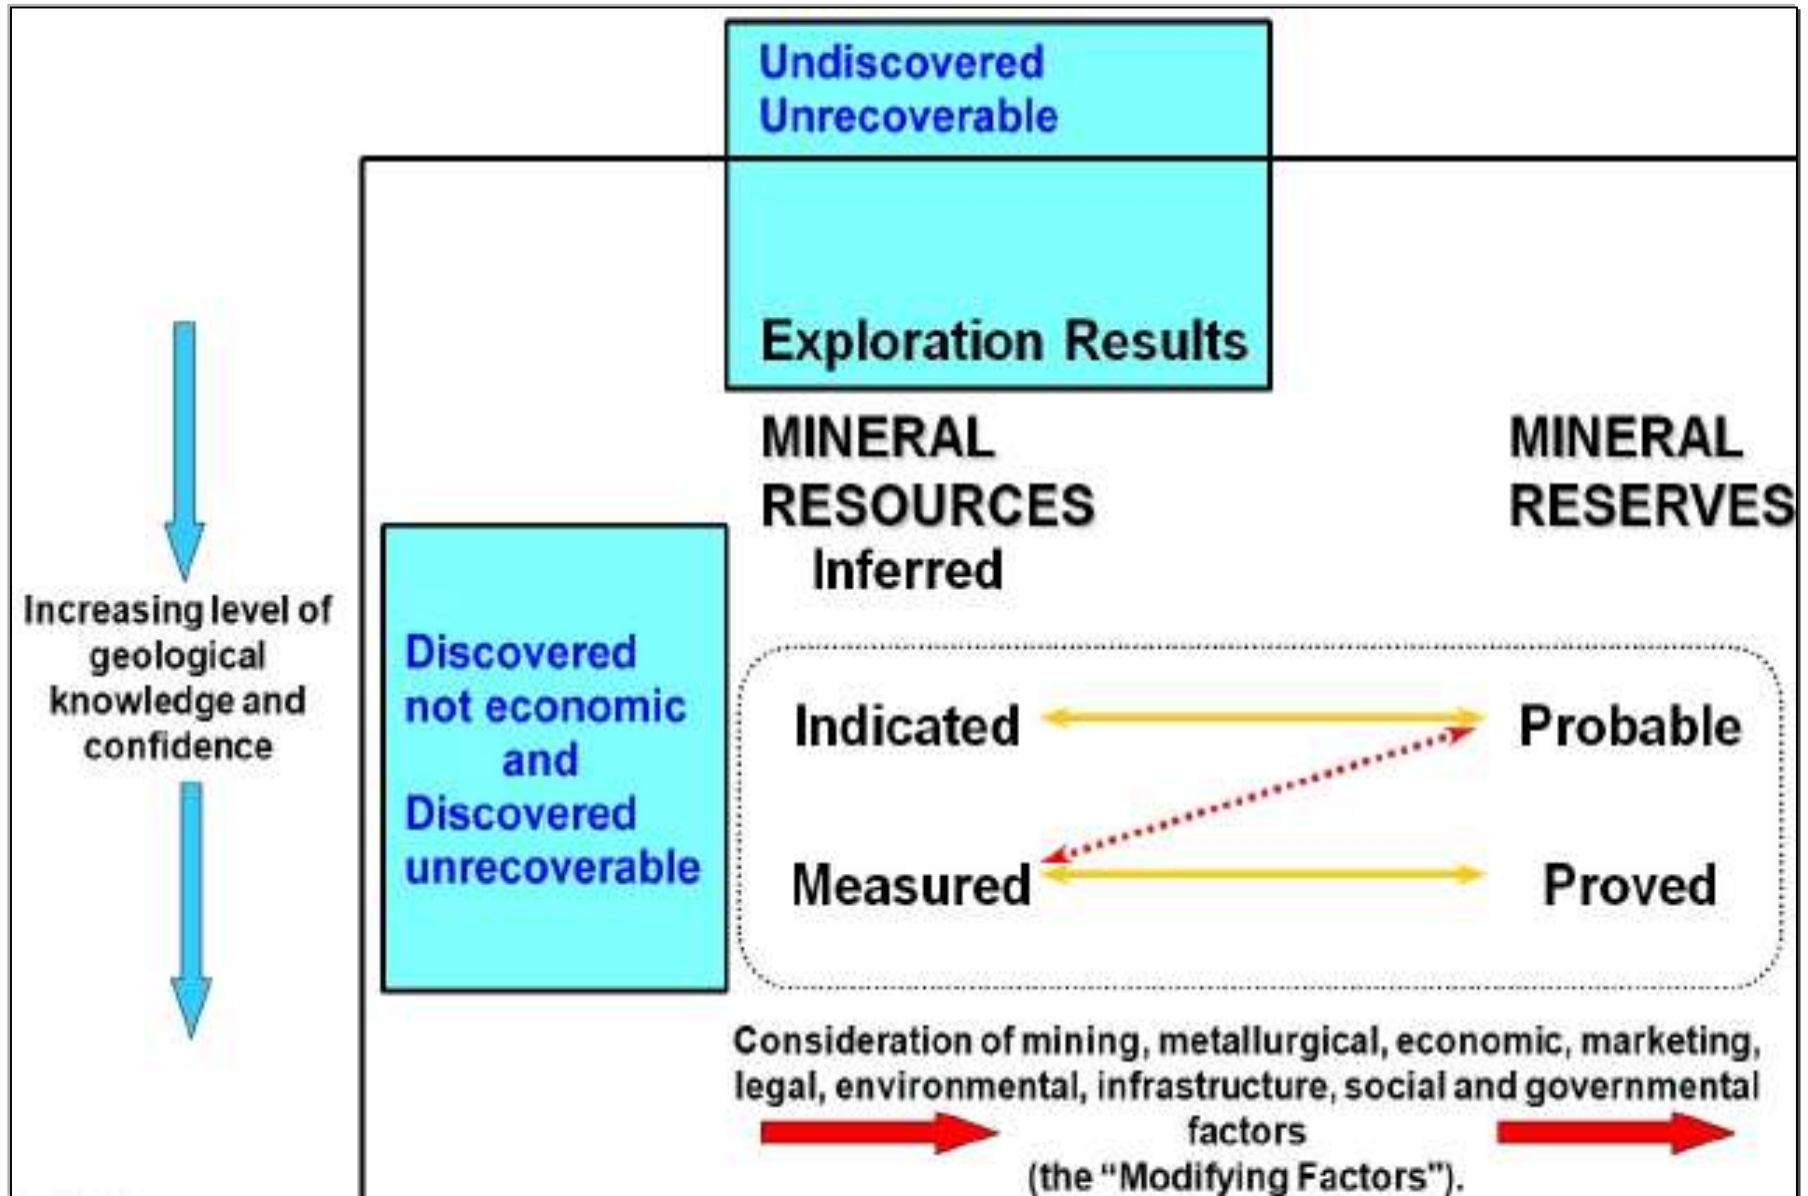 Undiscovered
Unrecoverable
Exploration Results
MINERAL
RESOURCES
Inferred
MINERAL
RESERVES
Increasing level of
geological
knowledge and
confidence
Discovered
not economic
and
Discovered
unrecoverable
Indicated
Probable
Measured
Proved
Consideration of mining, metallurgical, economic, marketing,
legal, environmental, infrastructure, social and governmental
factors
(the “Modifying Factors”).